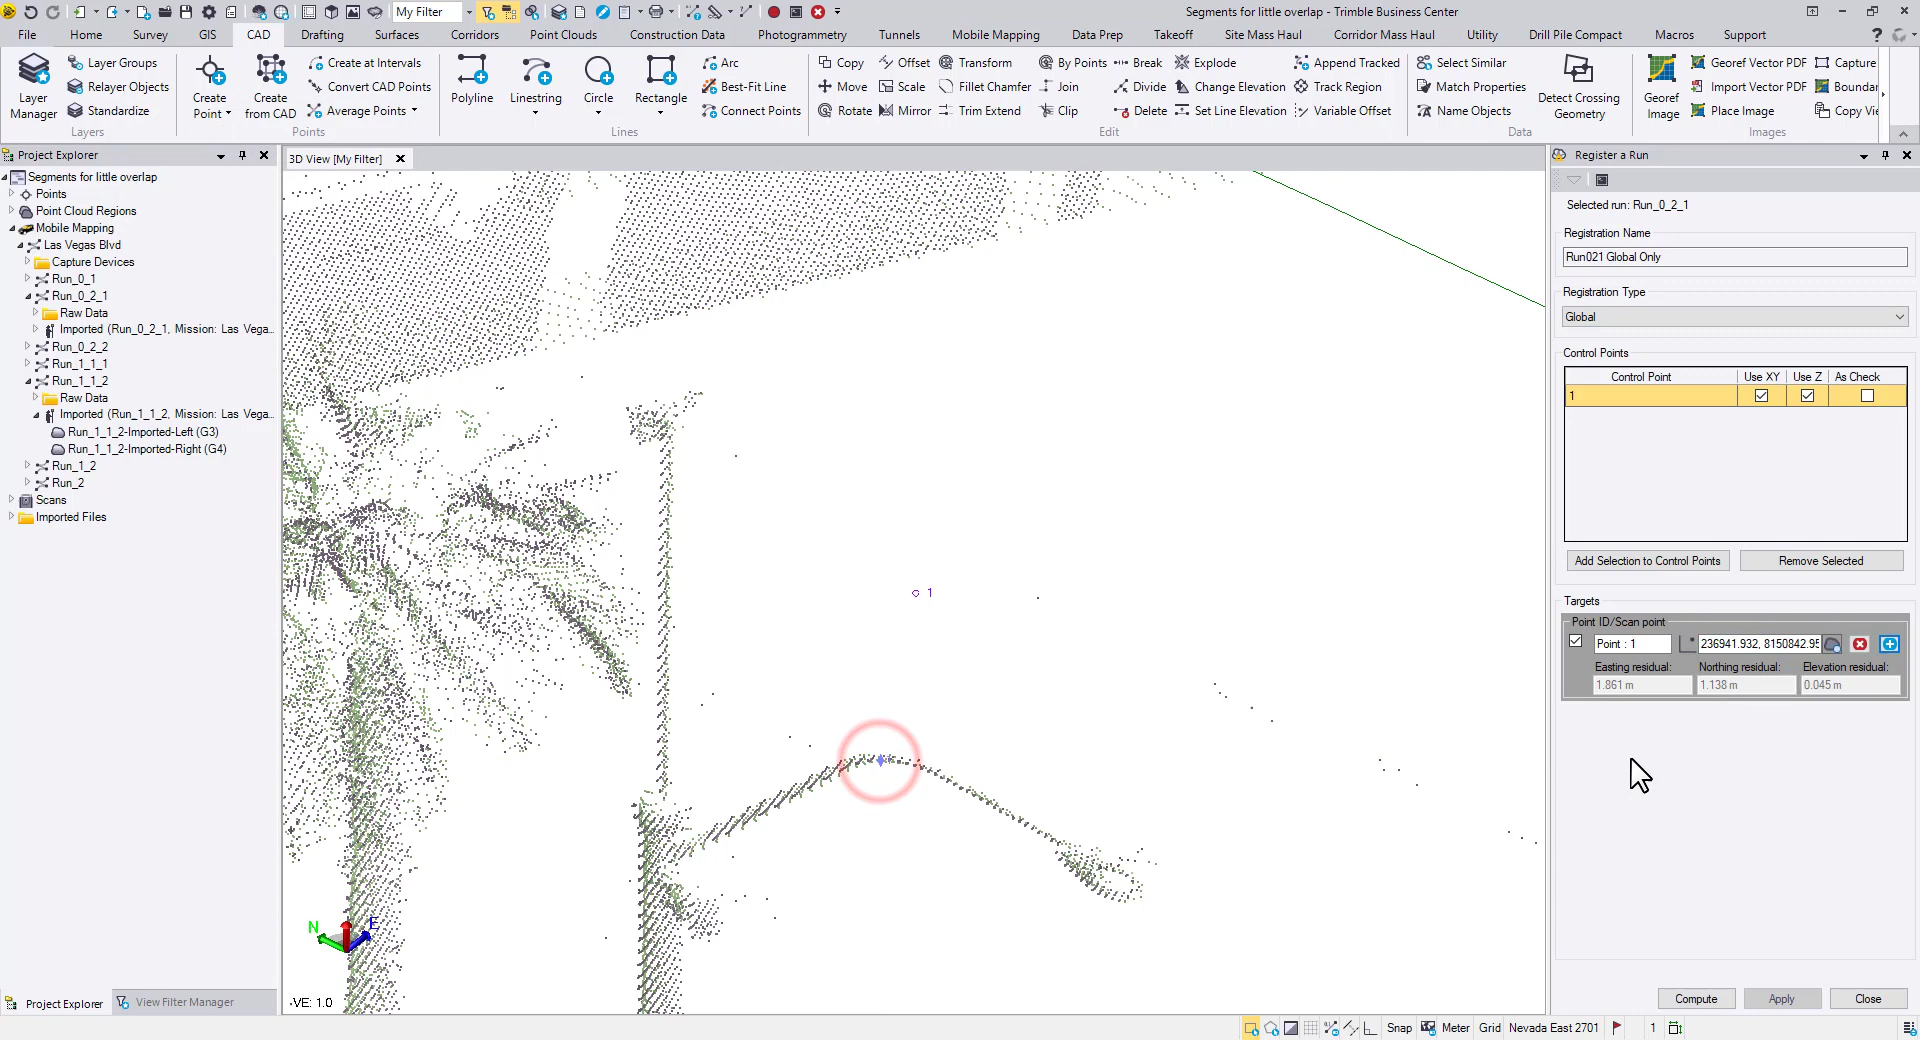 My Filter
Segments for little overlap - Trimble Business Center
File Home Survey GIS CAD Drafting Surfaces Corridors Point Clouds Construction Data Photogrammetry Tunnels Mobile Mapping Data Prep Takeoff Site Mass Haul Corridor Mass Haul Utility Drill Pile Compact Macros Support
Layer Manager
Layer Groups
Relayer Objects
Standardize
Layers
Create Point
Create from CAD
Create at Intervals
Convert CAD Points
Average Points
Points
Polyline
Linestring
Circle
Rectangle
Arc
Best-Fit Line
Connect Points
Lines
Copy Offset Transform By Points Break Explode Append Tracked
Move Scale Fillet Chamfer Join Divide Change Elevation Track Region
Rotate Mirror Trim Extend Clip Delete Set Line Elevation Variable Offset
Edit
Select Similar
Match Properties
Name Objects
Detect Crossing Geometry
Data
Georef Image
Georef Vector PDF Capture
Import Vector PDF Boundar
Place Image Copy Vie
Images
Project Explorer
Segments for little overlap
Points
Point Cloud Regions
Mobile Mapping
Las Vegas Blvd
Capture Devices
Run_0_1
Run_0_2_1
Raw Data
Imported (Run_0_2_1, Mission: Las Vega...
Run_0_2_2
Run_1_1_1
Run_1_1_2
Raw Data
Imported (Run_1_1_2, Mission: Las Vega...
Run_1_1_2-Imported-Left (G3)
Run_1_1_2-Imported-Right (G4)
Run_1_2
Run_2
Scans
Imported Files
Project Explorer View Filter Manager
3D View [My Filter]
1
N E
VE: 1.0
Register a Run
Selected run: Run_0_2_1
Registration Name
Run021 Global Only
Registration Type
Global
Control Points
Control Point Use XY Use Z As Check
1
Add Selection to Control Points Remove Selected
Targets
Point ID/Scan point
Point : 1 236941.932, 8150842.95
Easting residual: Northing residual: Elevation residual:
1.861 m 1.138 m 0.045 m
Compute Apply Close
Snap Meter Grid Nevada East 2701 1